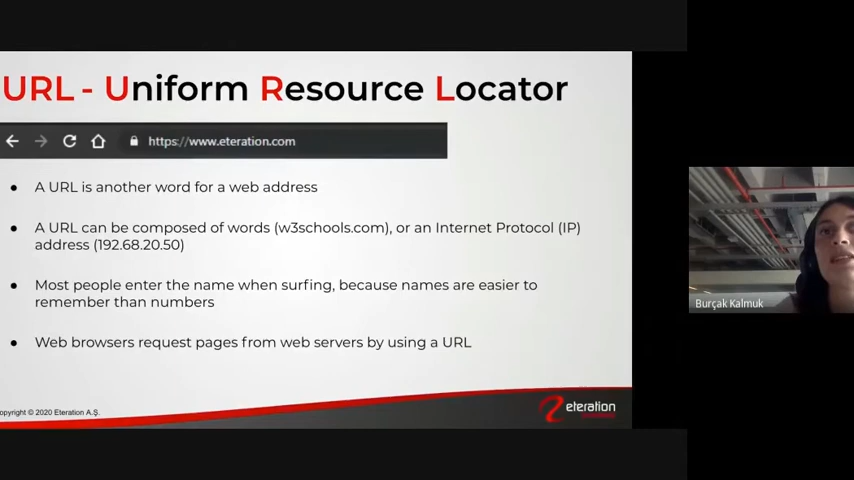 URL - Uniform Resource Locator
https://www.eteration.com
● A URL is another word for a web address
● A URL can be composed of words (w3schools.com), or an Internet Protocol (IP)
address (192.68.20.50)
● Most people enter the name when surfing, because names are easier to
remember than numbers
● Web browsers request pages from web servers by using a URL
opyright © 2020 Eteration A.Ş.
eteration
Burçak Kalmuk